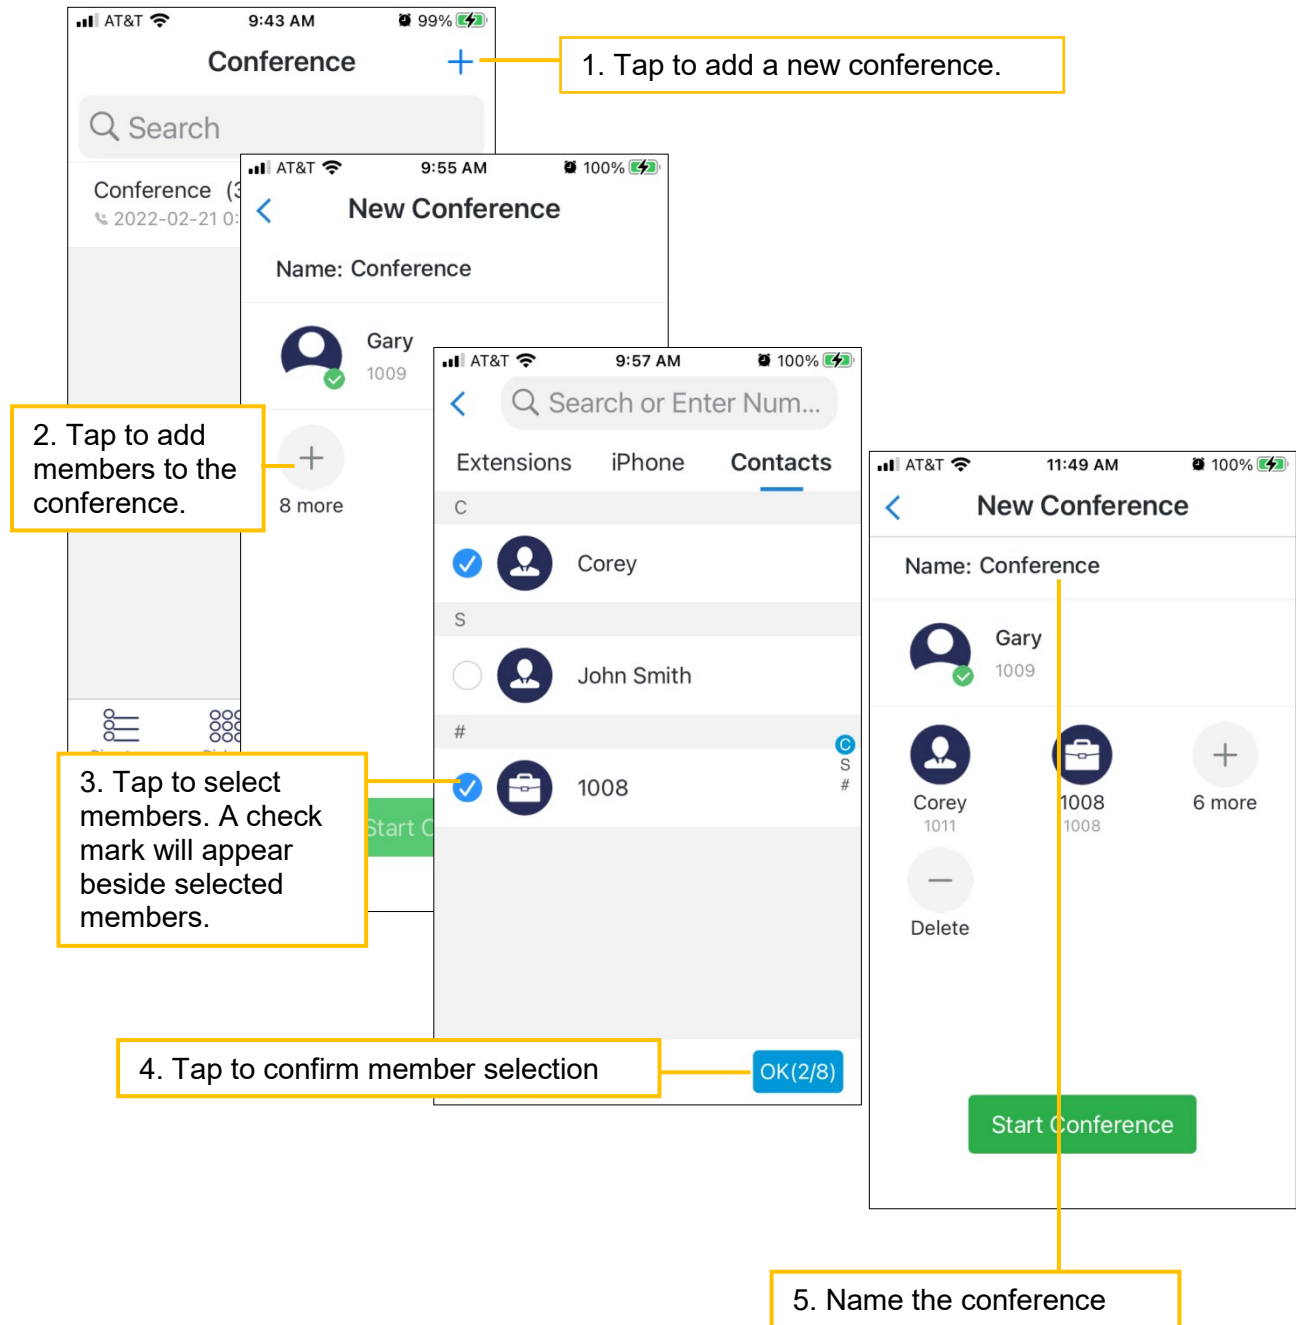 AT&T 9:43 AM 99%
Conference
1. Tap to add a new conference.
Search
Conference (3
2022-02-21 0:
AT&T 9:55 AM 100%
New Conference
Name: Conference
Gary
1009
2. Tap to add
members to the
conference.
8 more
AT&T 9:57 AM 100%
Search or Enter Num...
Extensions iPhone Contacts
C
Corey
S
John Smith
#
1008
C
S
#
3. Tap to select
members. A check
mark will appear
beside selected
members.
Start C
4. Tap to confirm member selection
OK(2/8)
AT&T 11:49 AM 100%
New Conference
Name: Conference
Gary
1009
Corey 1008 6 more
1011 1008
Delete
Start Conference
5. Name the conference